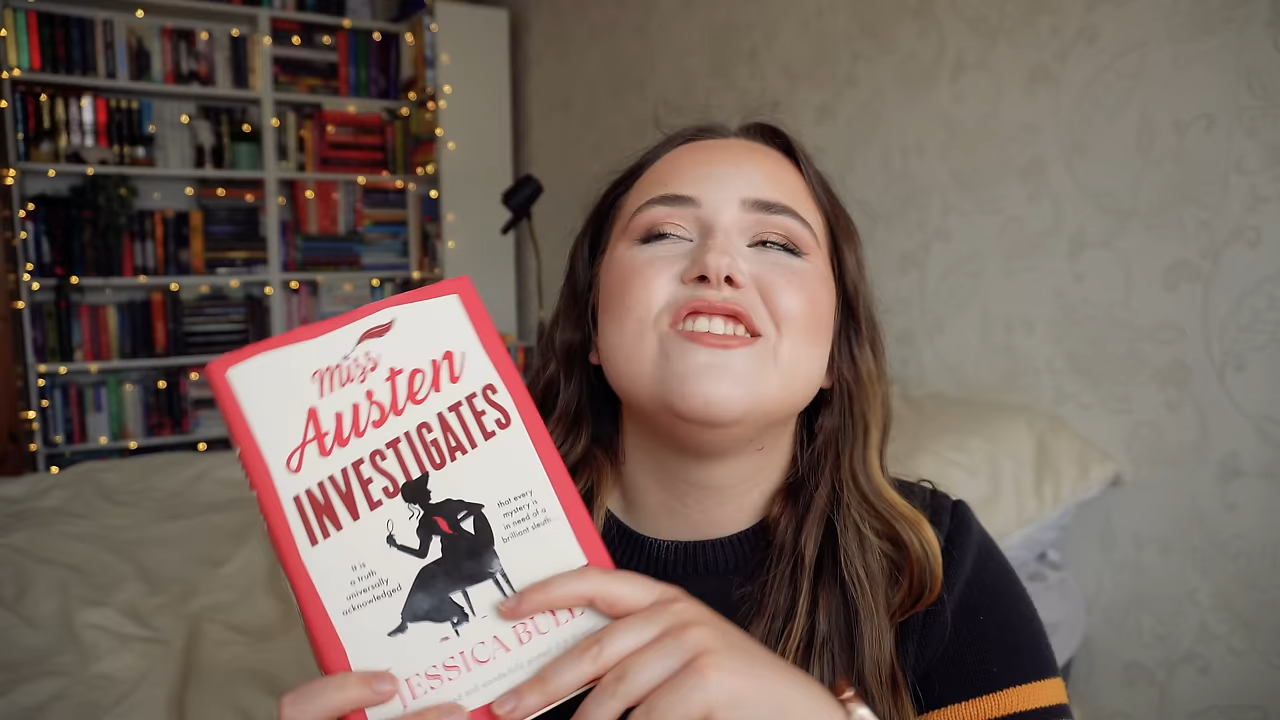 Miss
Austen
INVESTIGATES
that every
mystery is
in need of a
brilliant sleuth...
It is
a truth
universally
acknowledged
JESSICA BULL